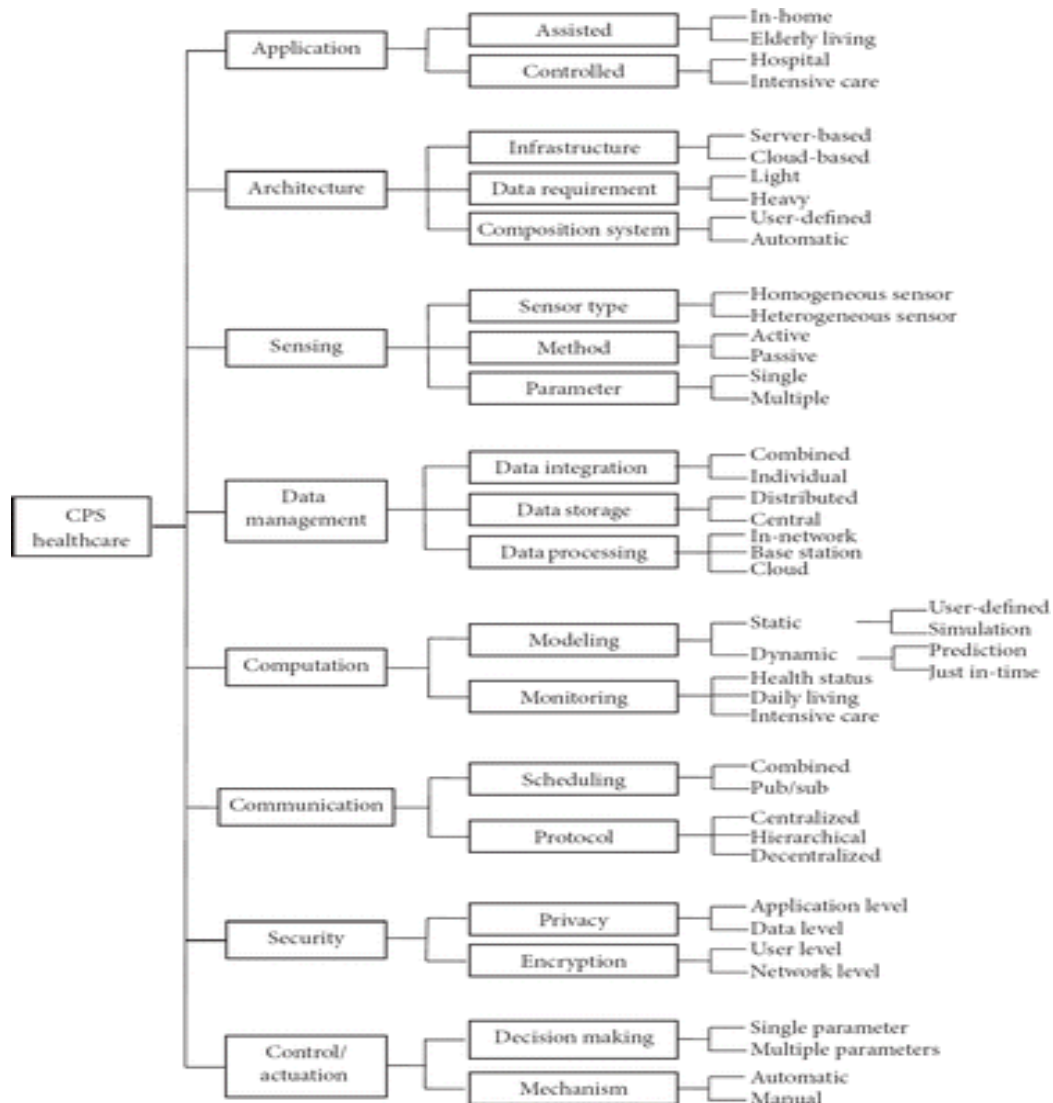 In-home
Assisted
Elderly living
Application
Hospital
Controlled
Intensive care
Server-based
Infrastructure
Cloud-based
Light
Architecture
Data requirement
Heavy
User-defined
Composition system
Automatic
Homogeneous sensor
Sensor type
Heterogeneous sensor
Active
Sensing
Method
Passive
Single
Parameter
Multiple
Combined
Data integration
Individual
CPS
healthcare
Data
management
Distributed
Data storage
Central
In-network
Data processing
Base station
Cloud
User-defined
Static
Modeling
Simulation
Prediction
Dynamic
Just in-time
Computation
Health status
Monitoring
Daily living
Intensive care
Combined
Scheduling
Pub/sub
Communication
Centralized
Protocol
Hierarchical
Decentralized
Application level
Privacy
Data level
Security
User level
Encryption
Network level
Single parameter
Decision making
Multiple parameters
Control/
actuation
Automatic
Mechanism
Manual